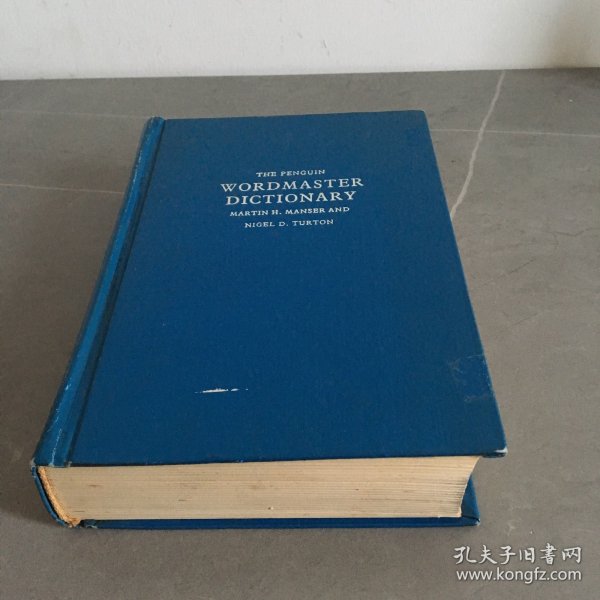 THE PENGUIN
WORDMASTER
DICTIONARY
MARTIN H. MANSER AND
NIGEL D. TURTON
孔夫子旧书网
www.kongfz.com